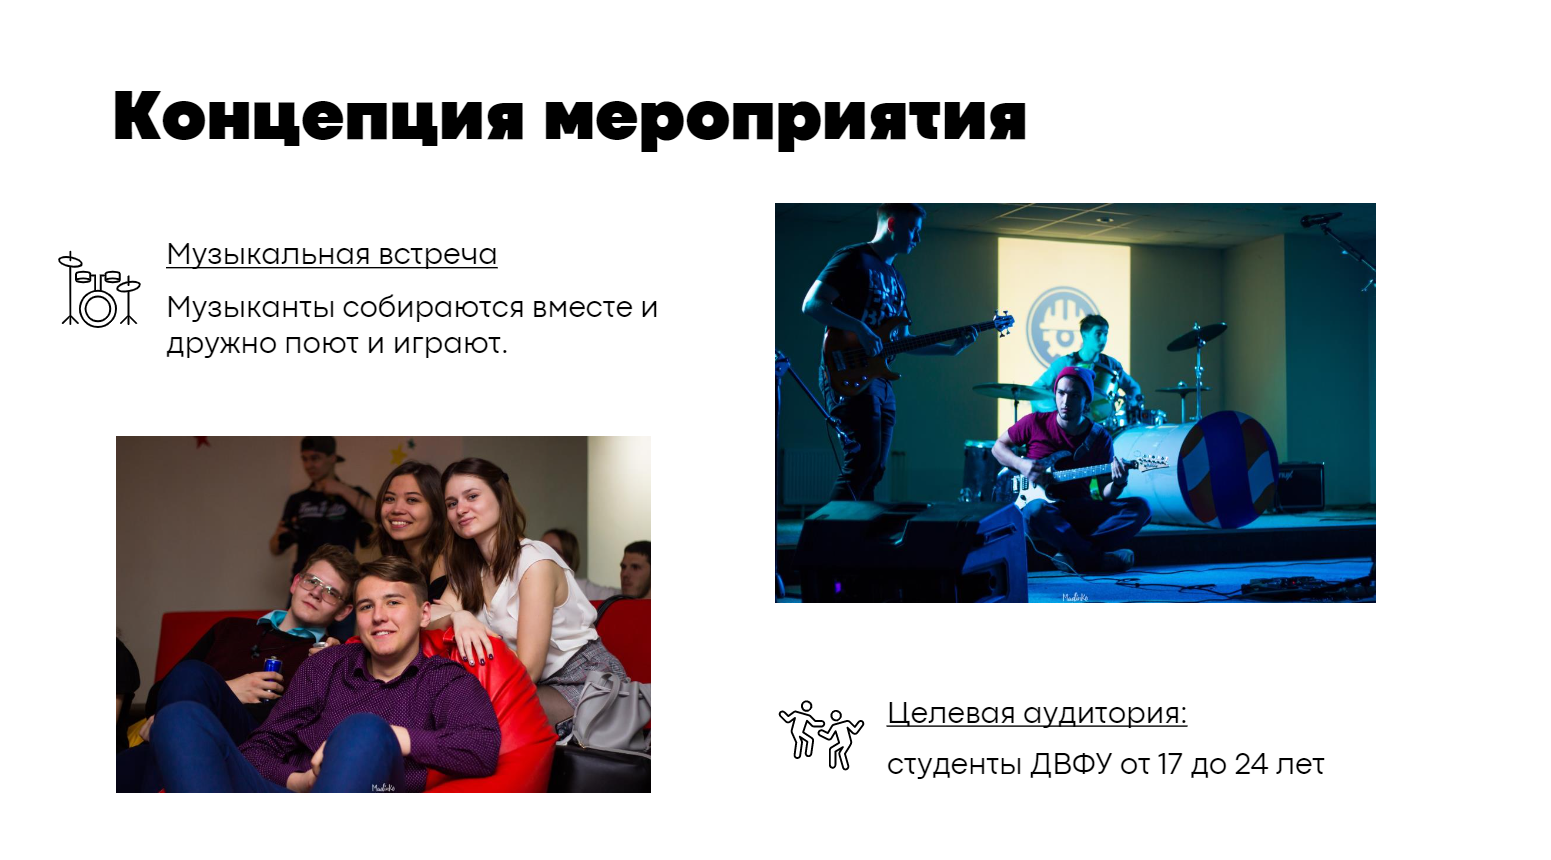 Концепция мероприятия
Музыкальная встреча
Музыканты собираются вместе и
дружно поют и играют.
Целевая аудитория:
студенты ДВФУ от 17 до 24 лет